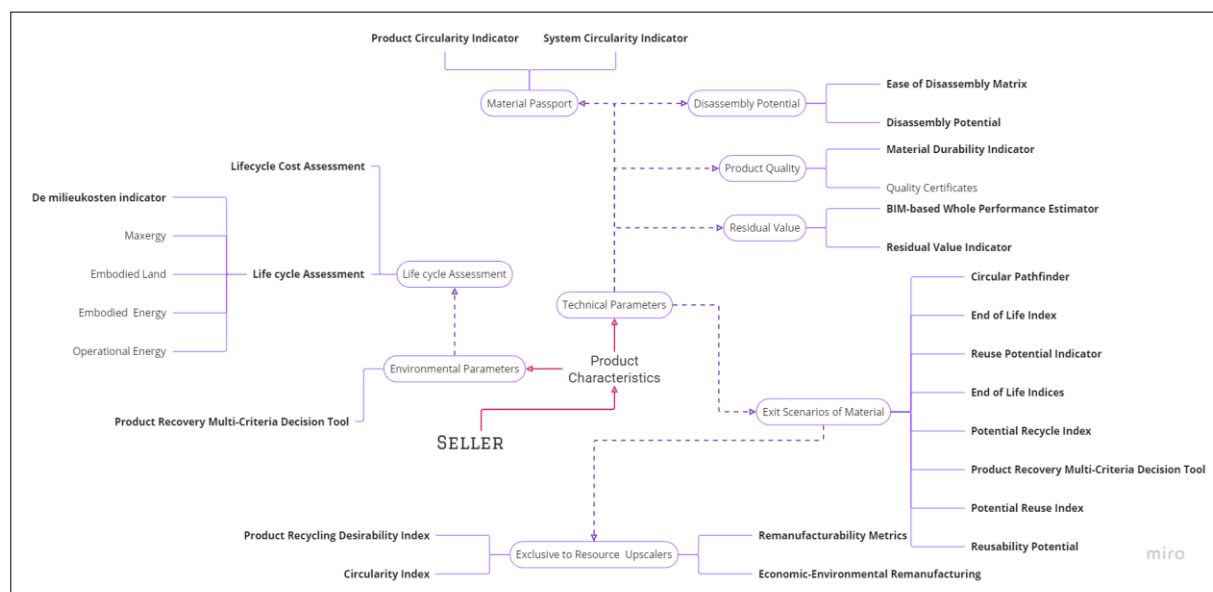 Product Circularity Indicator
System Circularity Indicator
Material Passport
Disassembly Potential
Ease of Disassembly Matrix
Disassembly Potential
Product Quality
Material Durability Indicator
Quality Certificates
Residual Value
BIM-based Whole Performance Estimator
Residual Value Indicator
Lifecycle Cost Assessment
De milieukosten indicator
Maxergy
Embodied Land
Embodied  Energy
Operational Energy
Life cycle Assessment
Life cycle Assessment
Technical Parameters
Environmental Parameters
Product
Characteristics
Product Recovery Multi-Criteria Decision Tool
SELLER
Circular Pathfinder
End of Life Index
Reuse Potential Indicator
End of Life Indices
Exit Scenarios of Material
Potential Recycle Index
Product Recovery Multi-Criteria Decision Tool
Potential Reuse Index
Reusability Potential
Product Recycling Desirability Index
Circularity Index
Exclusive to Resource  Upscalers
Remanufacturability Metrics
Economic-Environmental Remanufacturing
miro